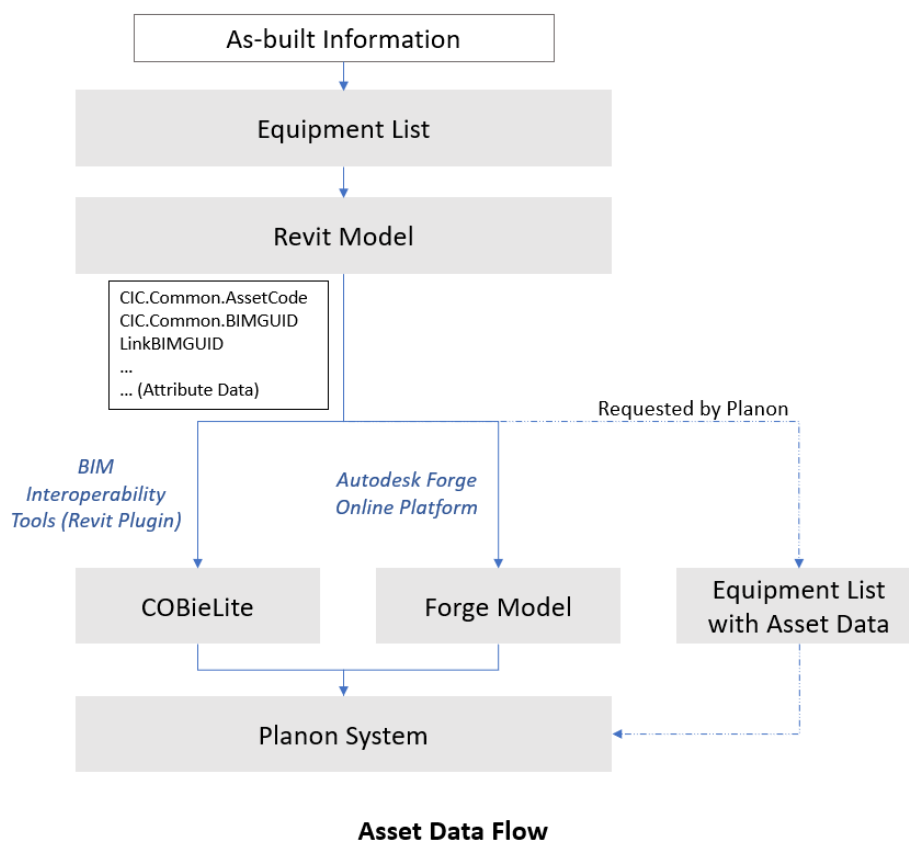 As-built Information
Equipment List
Revit Model
CIC.Common.AssetCode
CIC.Common.BIMGUID
LinkBIMGUID
...
... (Attribute Data)
Requested by Planon
BIM
Interoperability
Tools (Revit Plugin)
Autodesk Forge
Online Platform
COBieLite
Forge Model
Equipment List
with Asset Data
Planon System
Asset Data Flow